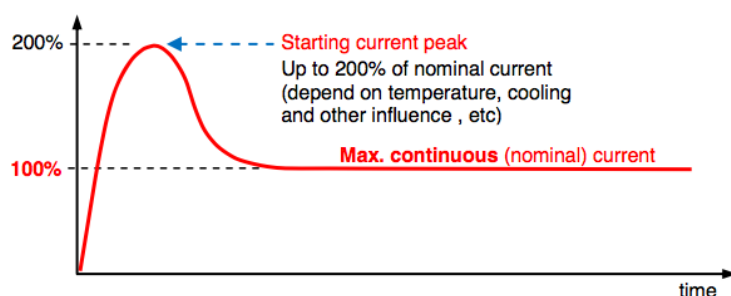 200%
Starting current peak
Up to 200% of nominal current
(depend on temperature, cooling
and other influence , etc)
100%
Max. continuous (nominal) current
time